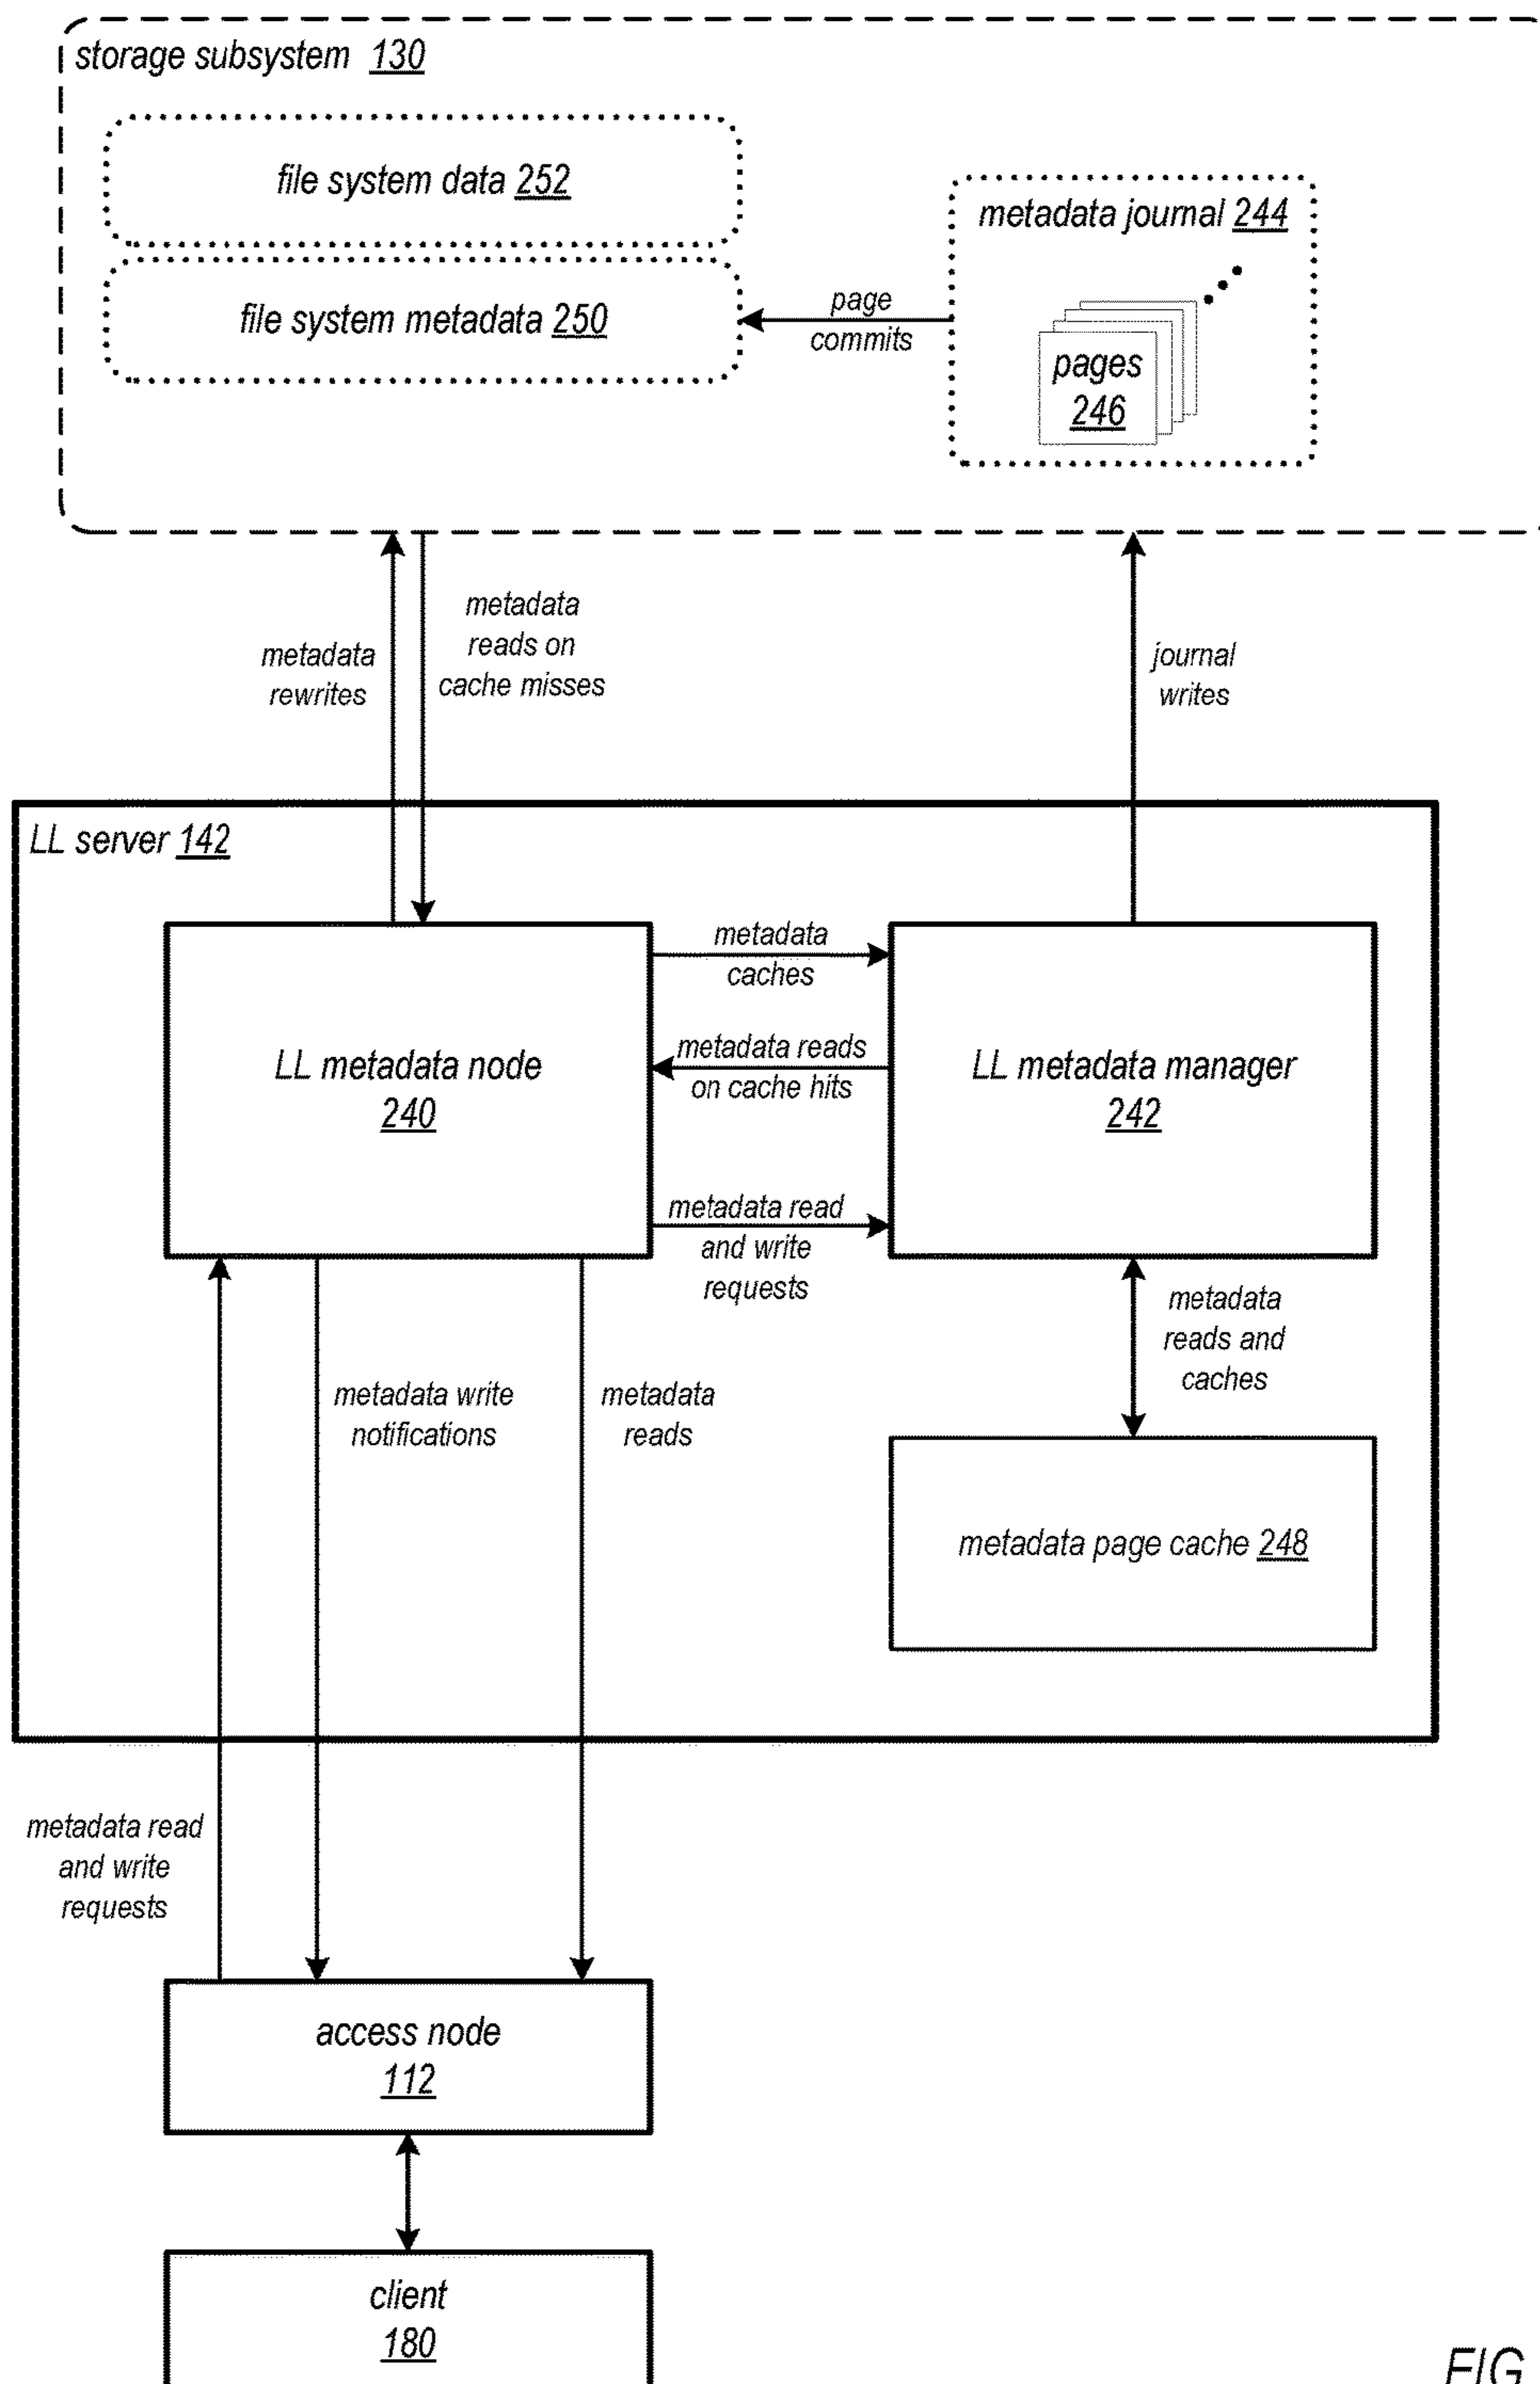 storage subsystem 130
file system data 252
metadata journal 244
file system metadata 250
page
commits
pages
246
metadata
rewrites
metadata
reads on
cache misses
journal
writes
LL server 142
metadata
caches
LL metadata node
240
metadata reads
on cache hits
LL metadata manager
242
metadata read
and write
requests
metadata
reads and
caches
metadata write
notifications
metadata
reads
metadata page cache 248
metadata read
and write
requests
access node
112
client
180
FIG